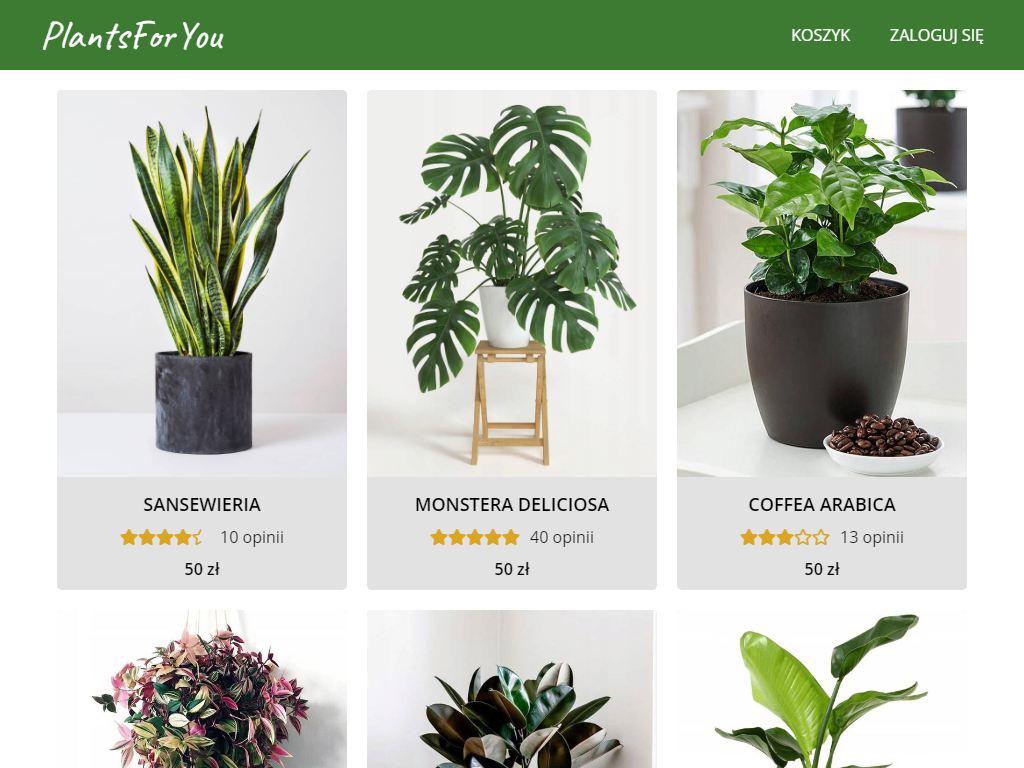 PlantsForYou
KOSZYK
ZALOGUJ SIĘ
SANSEWIERIA
10 opinii
50 zł
MONSTERA DELICIOSA
40 opinii
50 zł
COFFEA ARABICA
13 opinii
50 zł